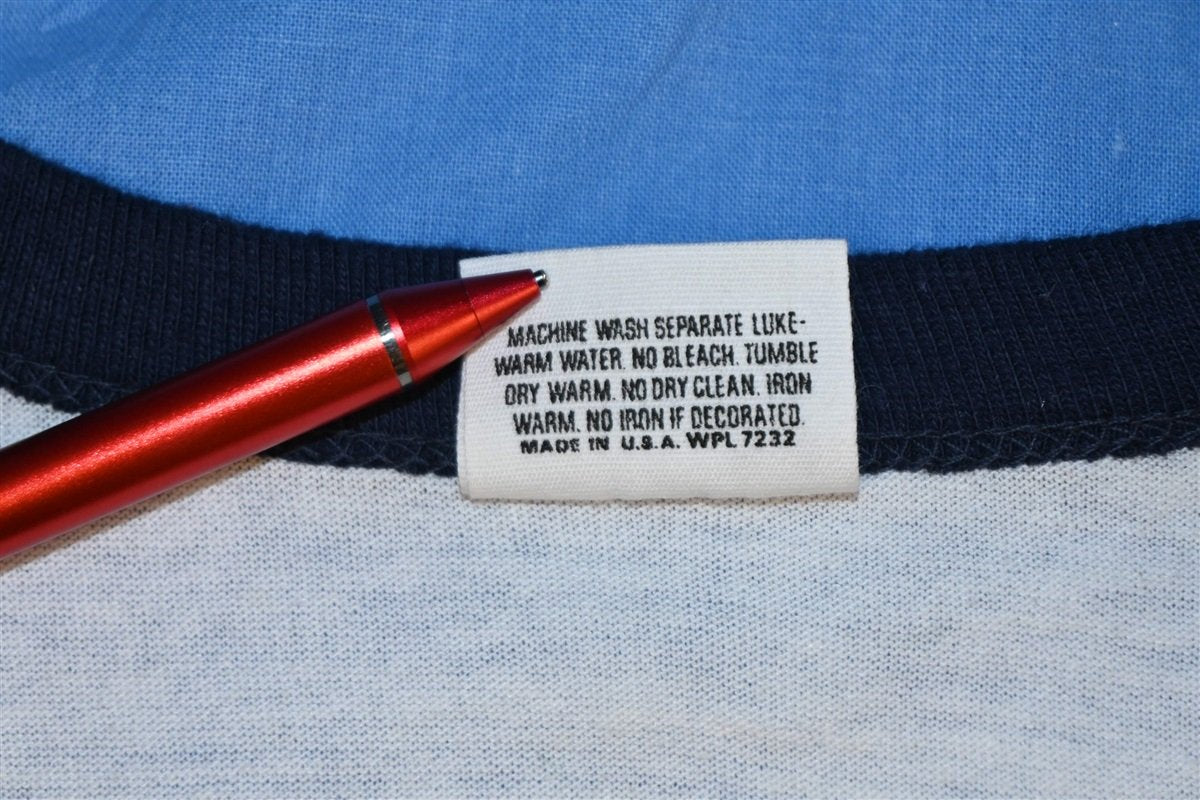 MACHINE WASH SEPARATE LUKE-
WARM WATER. NO BLEACH. TUMBLE
DRY WARM. NO DRY CLEAN. IRON
WARM. NO IRON IF DECORATED.
MADE IN U.S.A. WPL 7232